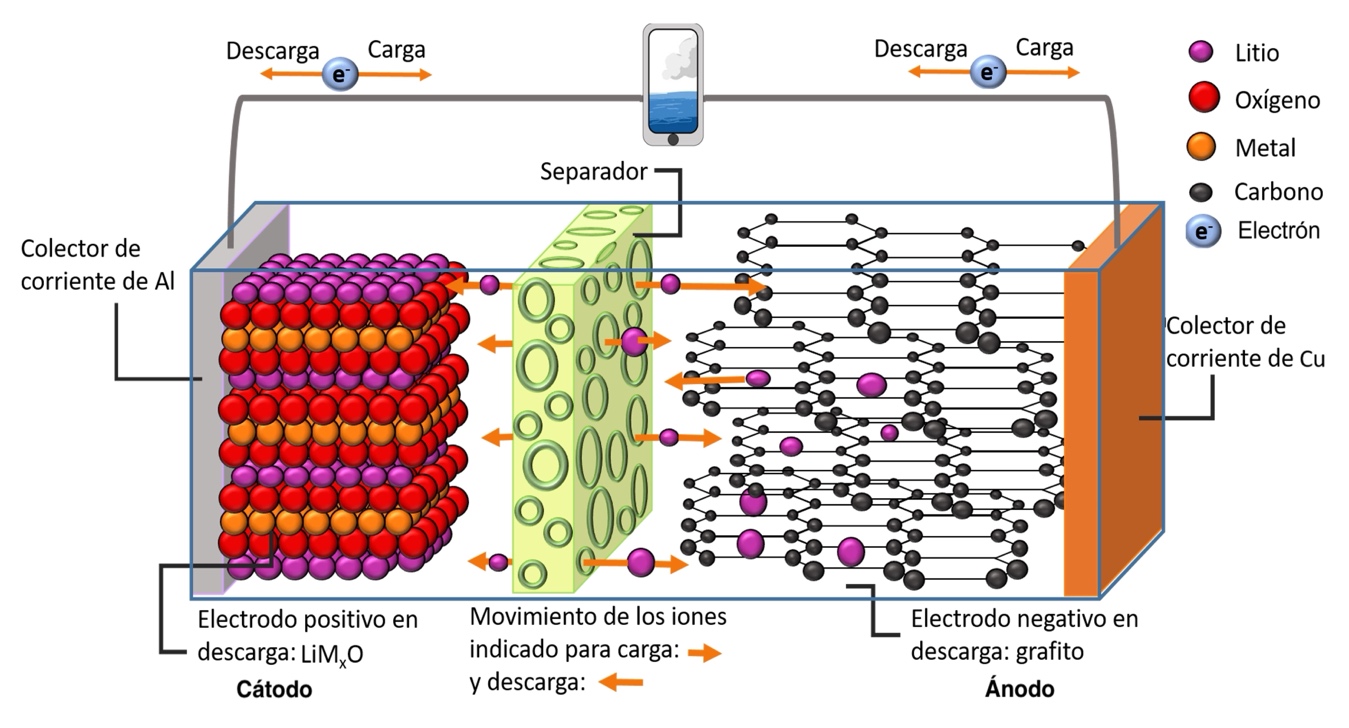 Descarga
Carga
e-
Descarga
Carga
e-
Litio
Oxígeno
Metal
Carbono
e-
Electrón
Separador
Colector de
corriente de Al
Colector de
corriente de Cu
Electrodo positivo en
descarga: LiMxO
Cátodo
Movimiento de los iones
indicado para carga:
y descarga:
Electrodo negativo en
descarga: grafito
Ánodo